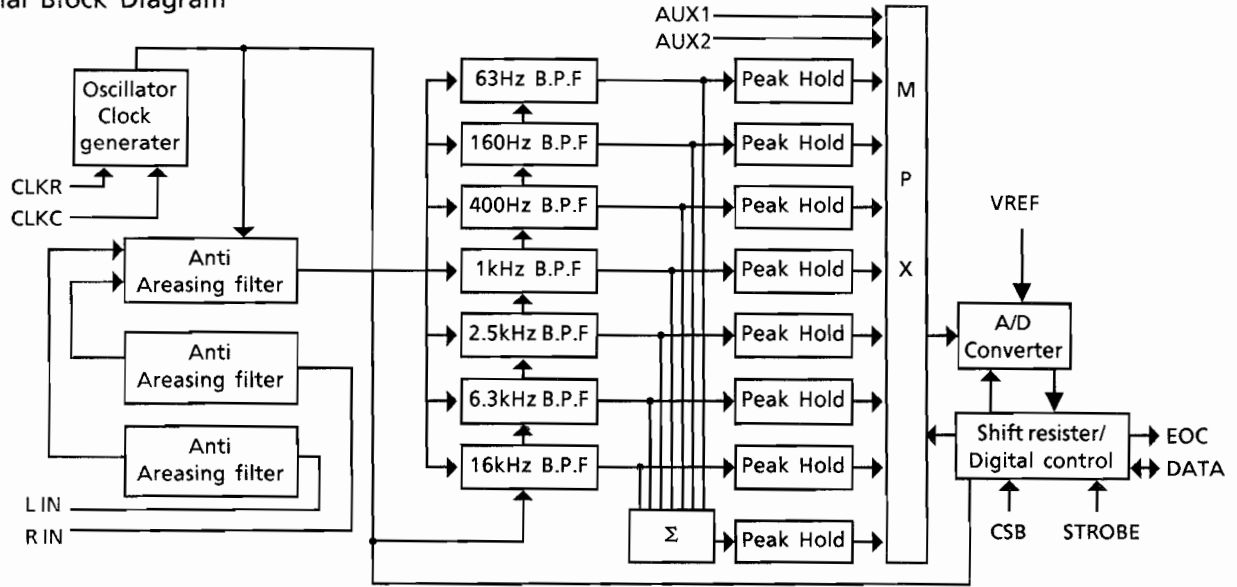 nal Block Diagram
AUX1
AUX2
Oscillator
Clock
generater
CLKR
CLKC
Anti
Areasing filter
Anti
Areasing filter
Anti
Areasing filter
L IN
R IN
63Hz B.P.F
160Hz B.P.F
400Hz B.P.F
1kHz B.P.F
2.5kHz B.P.F
6.3kHz B.P.F
16kHz B.P.F
Σ
Peak Hold
Peak Hold
Peak Hold
Peak Hold
Peak Hold
Peak Hold
Peak Hold
Peak Hold
M
P
X
VREF
A/D
Converter
Shift resister/
Digital control
EOC
DATA
CSB
STROBE